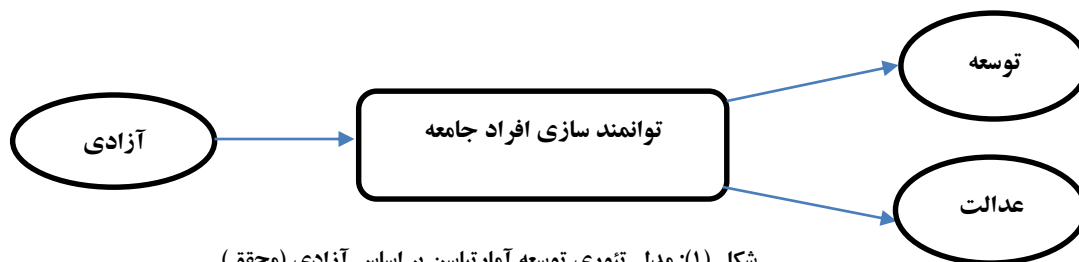 توسعه
توانمند سازی افراد جامعه
آزادی
عدالت
شکل (۱): مدل تئوری توسعه آمارتیاسن بر اساس آزادی (محقق)